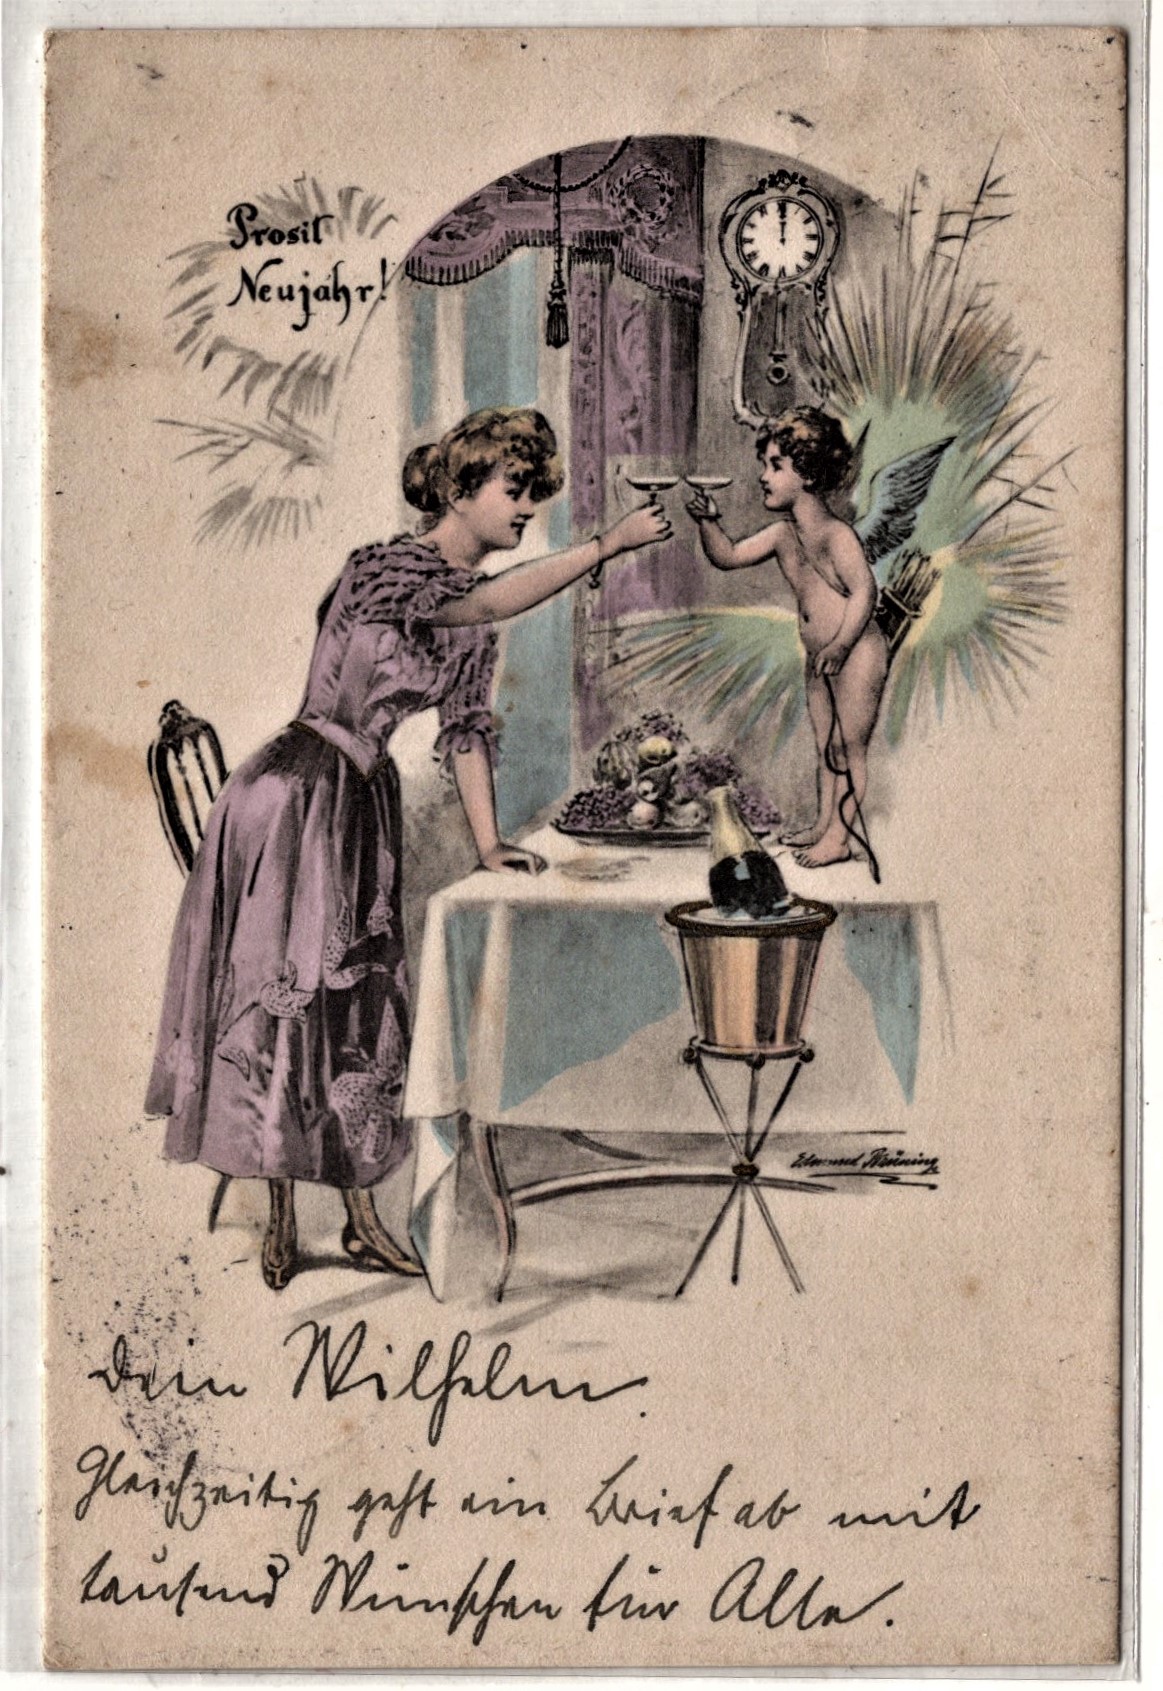 Prosit
Neujahr!
Edmund Brüning
Dein Wilhelm.
Gleichzeitig geht ein Brief ab mit
tausend Wünschen für Alle.